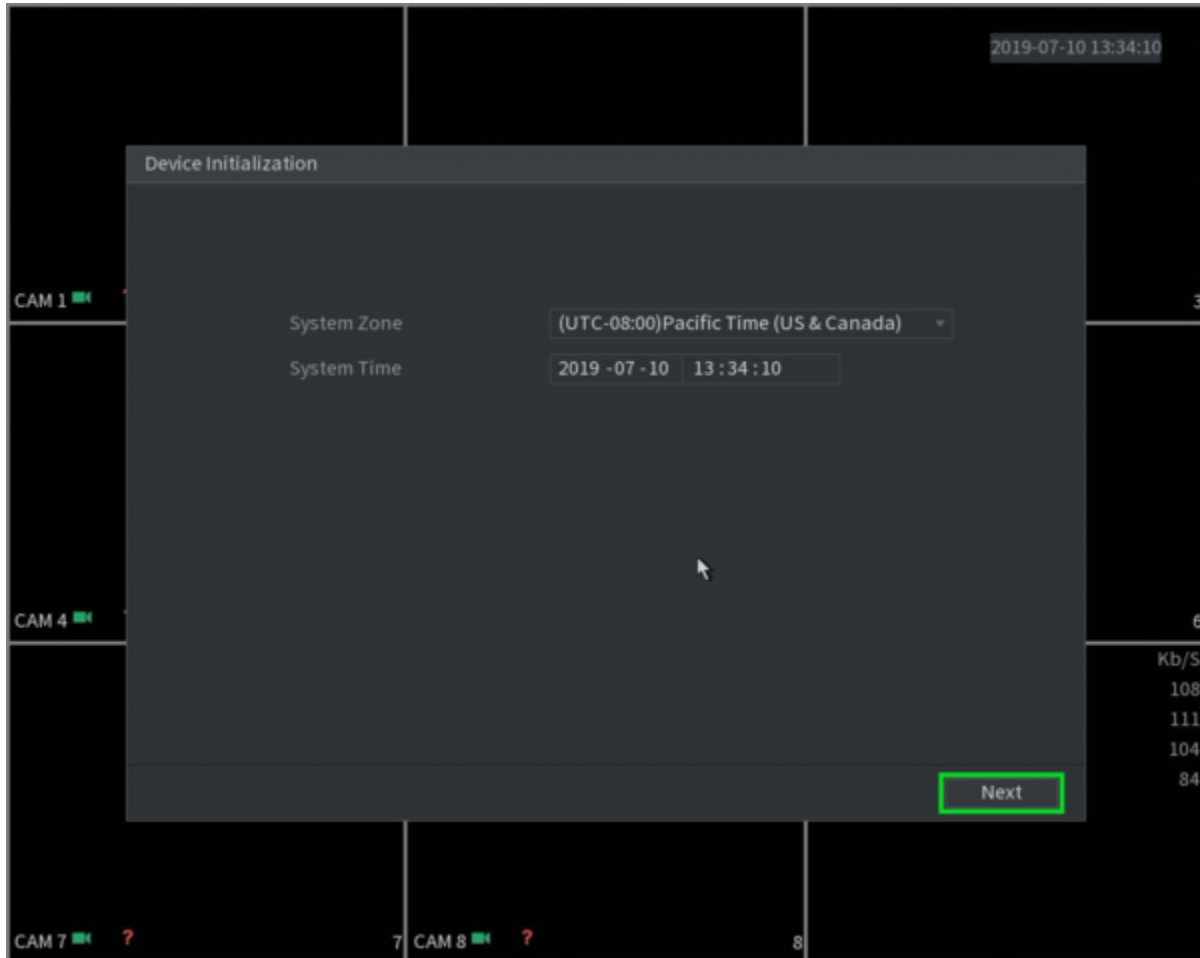 2019-07-10 13:34:10
Device Initialization
CAM 1
3
System Zone (UTC-08:00)Pacific Time (US & Canada)
System Time 2019 -07 -10 13 : 34 : 10
CAM 4
6
Kb/S
108
111
104
84
Next
CAM 7 ? 7 CAM 8 ? 8